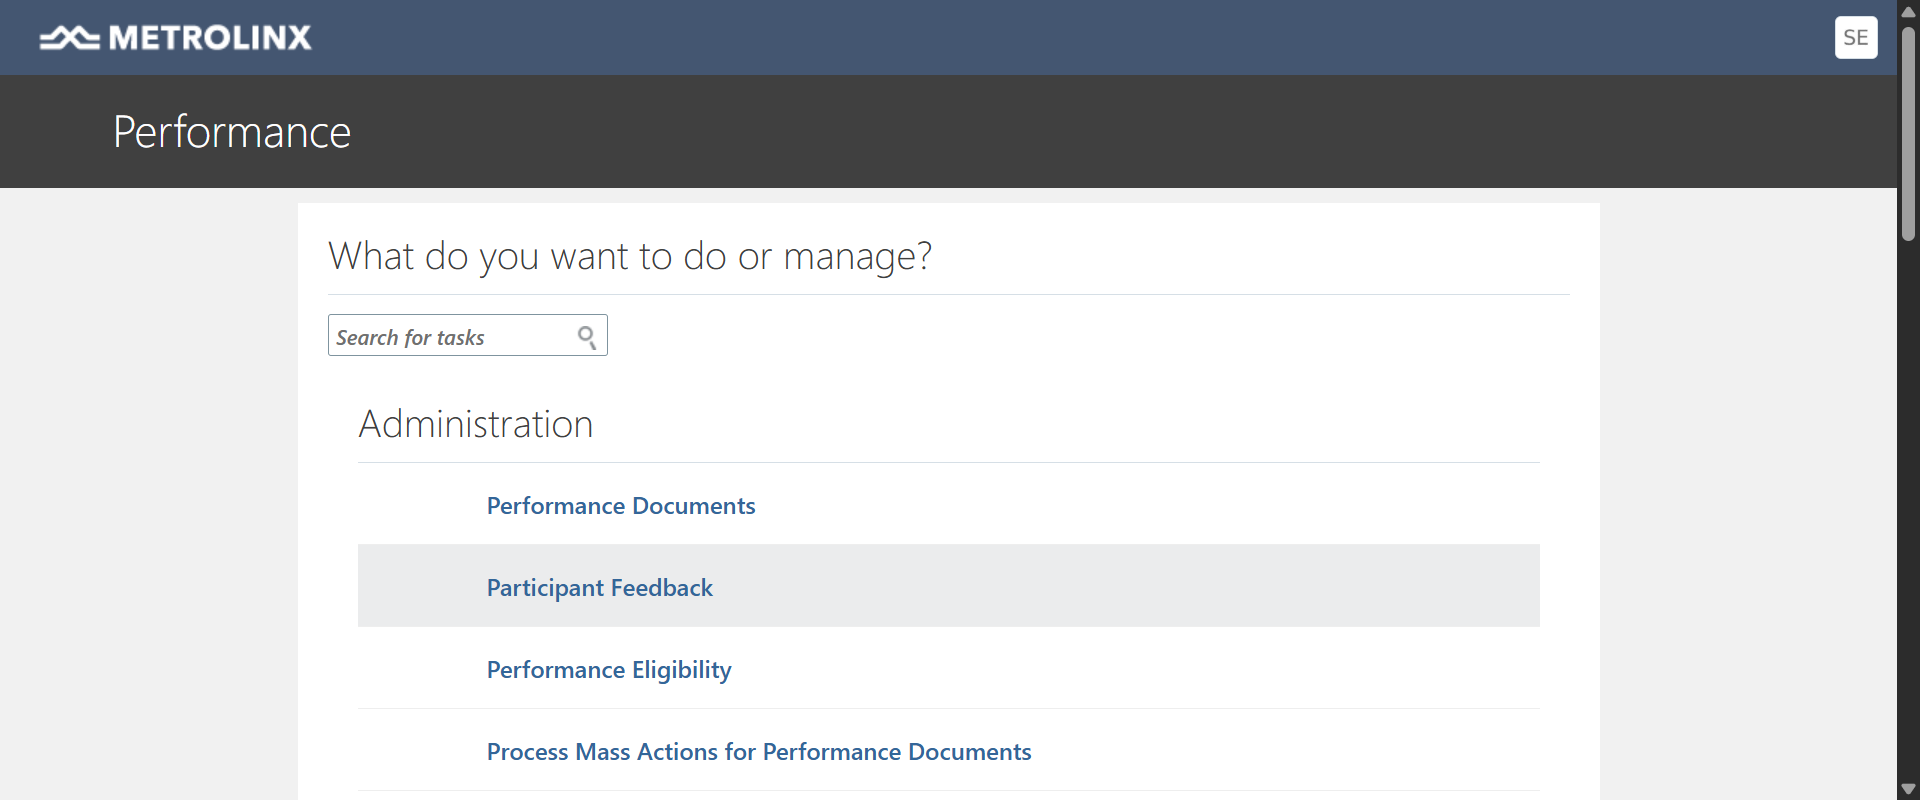 METROLINX
SE
Performance
What do you want to do or manage?
Search for tasks
Administration
Performance Documents
Participant Feedback
Performance Eligibility
Process Mass Actions for Performance Documents